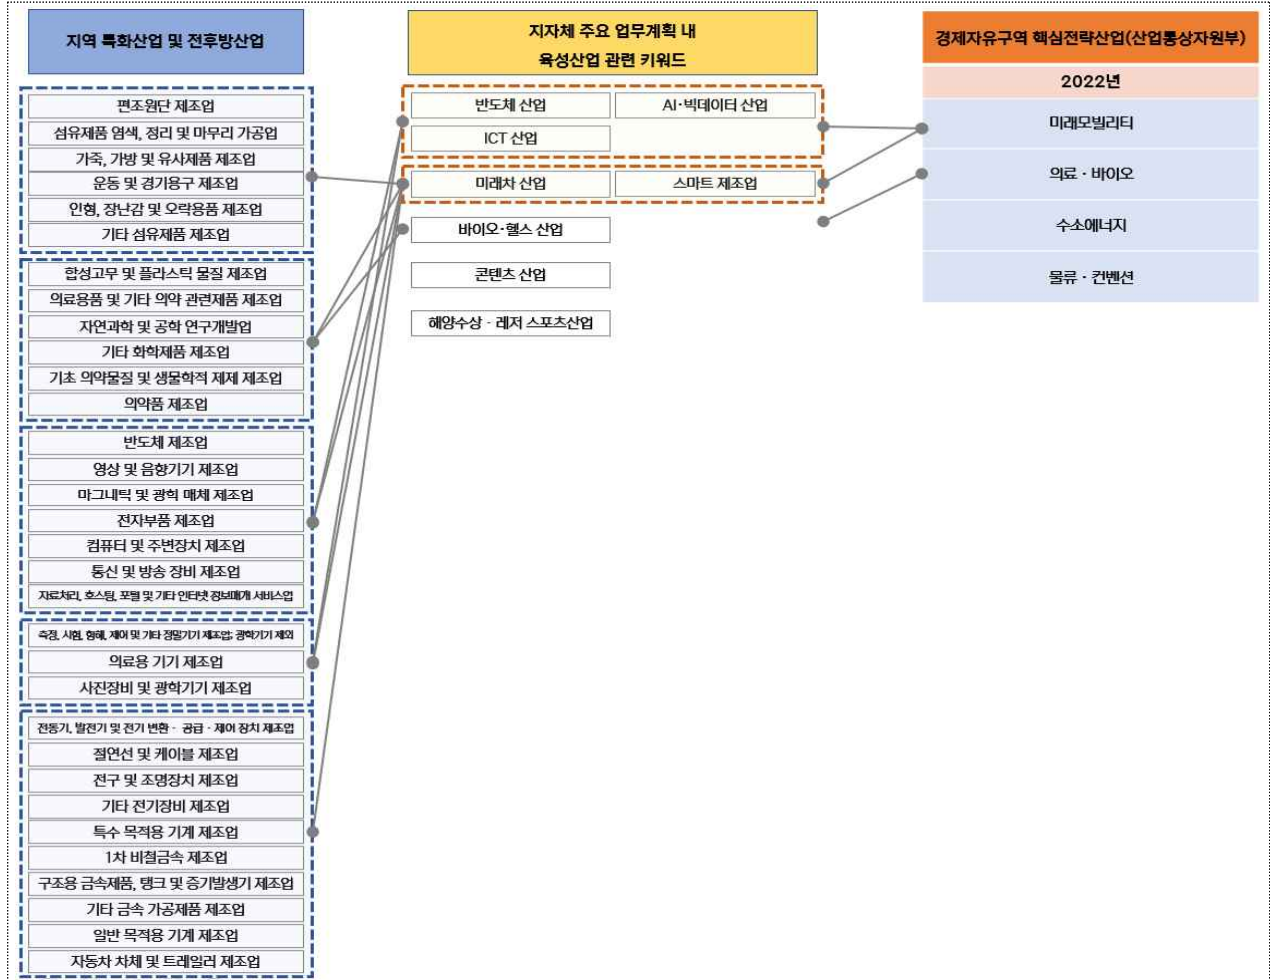 지역 특화산업 및 전후방산업
편조원단 제조업
섬유제품 염색, 정리 및 마무리 가공업
가죽, 가방 및 유사제품 제조업
운동 및 경기용구 제조업
인형, 장난감 및 오락용품 제조업
기타 섬유제품 제조업
합성고무 및 플라스틱 물질 제조업
의료용품 및 기타 의약 관련제품 제조업
자연과학 및 공학 연구개발업
기타 화학제품 제조업
기초 의약물질 및 생물학적 제제 제조업
의약품 제조업
반도체 제조업
영상 및 음향기기 제조업
마그네틱 및 광학 매체 제조업
전자부품 제조업
컴퓨터 및 주변장치 제조업
통신 및 방송 장비 제조업
자료처리, 호스팅, 포털 및 기타 인터넷 정보매개 서비스업
측정, 시험, 항해, 제어 및 기타 정밀기기 제조업; 광학기기 제외
의료용 기기 제조업
사진장비 및 광학기기 제조업
전동기, 발전기 및 전기 변환 · 공급 · 제어 장치 제조업
절연선 및 케이블 제조업
전구 및 조명장치 제조업
기타 전기장비 제조업
특수 목적용 기계 제조업
1차 비철금속 제조업
구조용 금속제품, 탱크 및 증기발생기 제조업
기타 금속 가공제품 제조업
일반 목적용 기계 제조업
자동차 차체 및 트레일러 제조업
지자체 주요 업무계획 내
육성산업 관련 키워드
반도체 산업
AI·빅데이터 산업
ICT 산업
미래차 산업
스마트 제조업
바이오·헬스 산업
콘텐츠 산업
해양수상 · 레저 스포츠산업
경제자유구역 핵심전략산업(산업통상자원부)
2022년
미래모빌리티
의료 · 바이오
수소에너지
물류 · 컨벤션